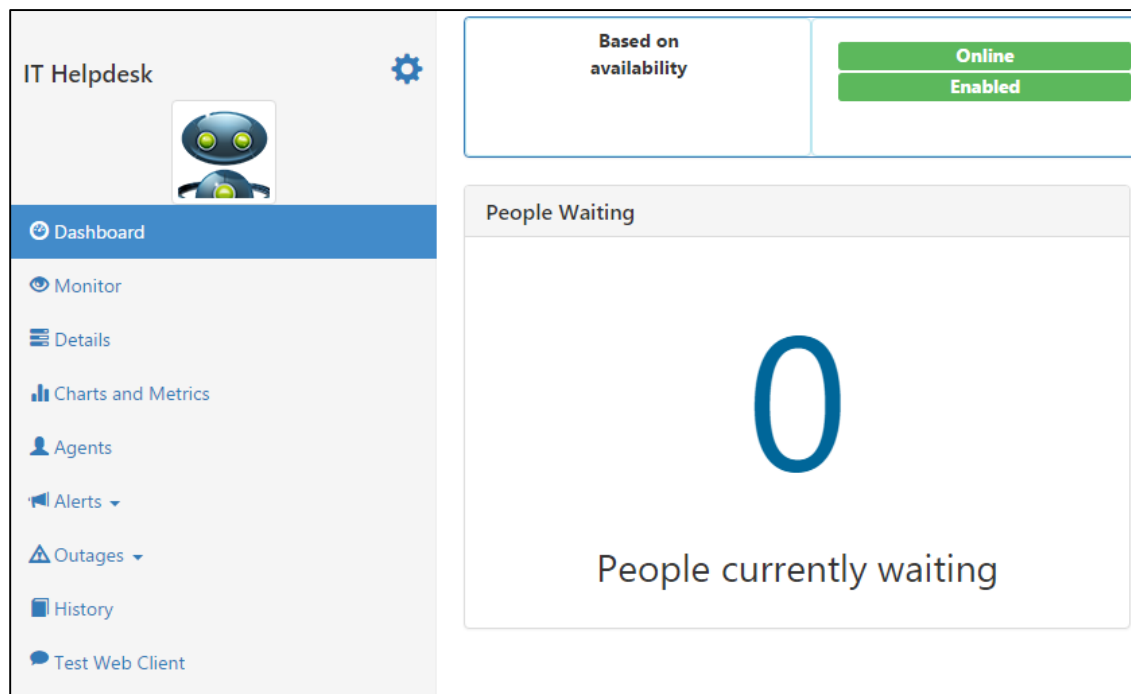 IT Helpdesk
Dashboard
Monitor
Details
Charts and Metrics
Agents
Alerts
Outages
History
Test Web Client
Based on
availability
Online
Enabled
People Waiting
0
People currently waiting